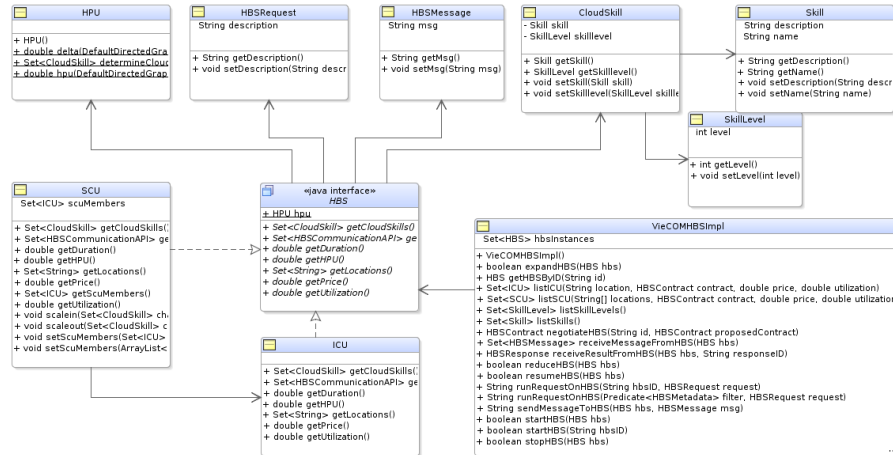 HPU
+ HPU()
+ double delta(DefaultDirectedGra
+ Set<CloudSkill> determineClou
+ double hpu(DefaultDirectedGrap
HBSRequest
String description
+ String getDescription()
+ void setDescription(String descr
HBSMessage
String msg
+ String getMsg()
+ void setMsg(String msg)
CloudSkill
- Skill skill
- SkillLevel skilllevel
+ Skill getSkill()
+ SkillLevel getSkilllevel()
+ void setSkill(Skill skill)
+ void setSkilllevel(SkillLevel skillle
Skill
String description
String name
+ String getDescription()
+ String getName()
+ void setDescription(String descr
+ void setName(String name)
SkillLevel
int level
+ int getLevel()
+ void setLevel(int level)
SCU
Set<ICU> scuMembers
+ Set<CloudSkill> getCloudSkills()
+ Set<HBSCommunicationAPI> ge
+ double getDuration()
+ double getHPU()
+ Set<String> getLocations()
+ double getPrice()
+ Set<ICU> getScuMembers()
+ double getUtilization()
+ void scalein(Set<CloudSkill> ch
+ void scaleout(Set<CloudSkill> c
+ void setScuMembers(Set<ICU>
+ void setScuMembers(ArrayList<
«java interface»
HBS
+ HPU hpu
+ Set<CloudSkill> getCloudSkills()
+ Set<HBSCommunicationAPI> ge
+ double getDuration()
+ double getHPU()
+ Set<String> getLocations()
+ double getPrice()
+ double getUtilization()
ICU
+ Set<CloudSkill> getCloudSkills()
+ Set<HBSCommunicationAPI> ge
+ double getDuration()
+ double getHPU()
+ Set<String> getLocations()
+ double getPrice()
+ double getUtilization()
VieCOMHBSImpl
Set<HBS> hbsInstances
+ VieCOMHBSImpl()
+ boolean expandHBS(HBS hbs)
+ HBS getHBSByID(String id)
+ Set<ICU> listICU(String location, HBSContract contract, double price, double utilization)
+ Set<SCU> listSCU(String[] locations, HBSContract contract, double price, double utilization
+ Set<SkillLevel> listSkillLevels()
+ Set<Skill> listSkills()
+ HBSContract negotiateHBS(String id, HBSContract proposedContract)
+ Set<HBSMessage> receiveMessageFromHBS(HBS hbs)
+ HBSResponse receiveResultFromHBS(HBS hbs, String responseID)
+ boolean reduceHBS(HBS hbs)
+ boolean resumeHBS(HBS hbs)
+ String runRequestOnHBS(String hbsID, HBSRequest request)
+ String runRequestOnHBS(Predicate<HBSMetadata> filter, HBSRequest request)
+ String sendMessageToHBS(HBS hbs, HBSMessage msg)
+ boolean startHBS(HBS hbs)
+ boolean startHBS(String hbsID)
+ boolean stopHBS(HBS hbs)